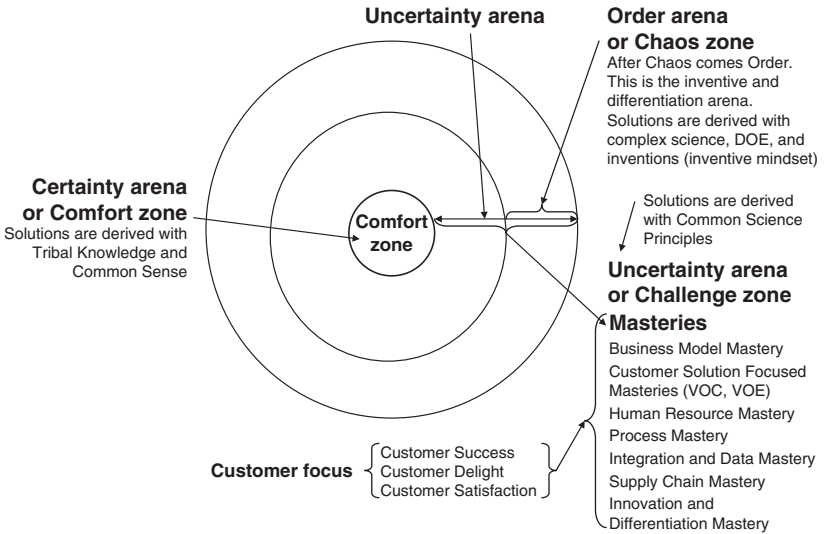 Uncertainty arena
Order arena
or Chaos zone
After Chaos comes Order.
This is the inventive and
differentiation arena.
Solutions are derived with
complex science, DOE, and
inventions (inventive mindset)
Certainty arena
or Comfort zone
Solutions are derived with
Tribal Knowledge and
Common Sense
Comfort
zone
Solutions are derived
with Common Science
Principles
Uncertainty arena
or Challenge zone
Masteries
Business Model Mastery
Customer Solution Focused
Masteries (VOC, VOE)
Human Resource Mastery
Process Mastery
Integration and Data Mastery
Supply Chain Mastery
Innovation and
Differentiation Mastery
Customer focus
Customer Success
Customer Delight
Customer Satisfaction